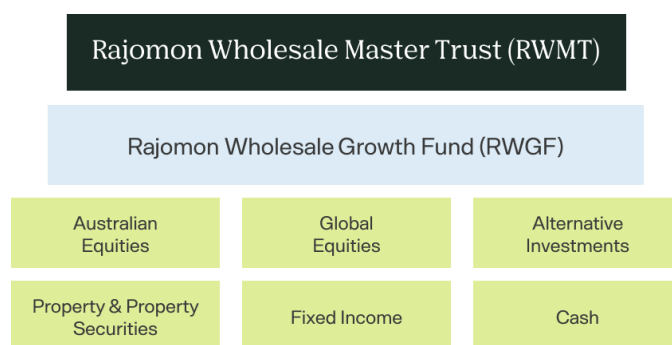 Rajomon Wholesale Master Trust (RWMT)
Rajomon Wholesale Growth Fund (RWGF)
Australian
Equities
Global
Equities
Alternative
Investments
Property & Property
Securities
Fixed Income
Cash